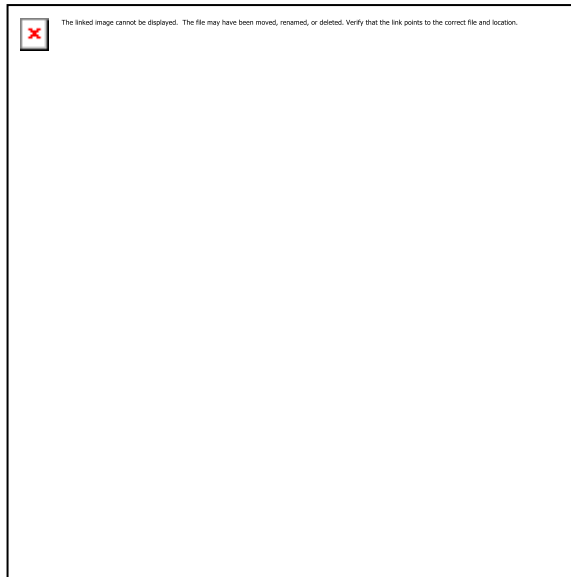 The linked image cannot be displayed.  The file may have been moved, renamed, or deleted. Verify that the link points to the correct file and location.